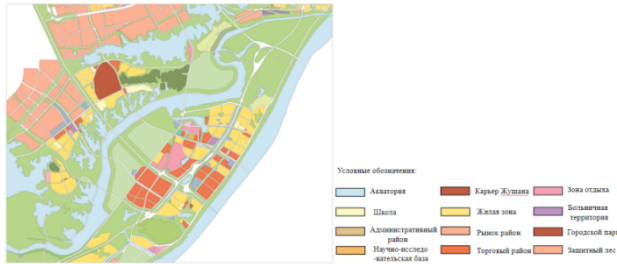 Условные обозначения:
Акватория
Карьер Жушана
Зона отдыха
Школа
Жилая зона
Больничная
территория
Административный
район
Рынок район
Городской пар
Научно-исследо
-вательская база
Торговый район
Защитный лес